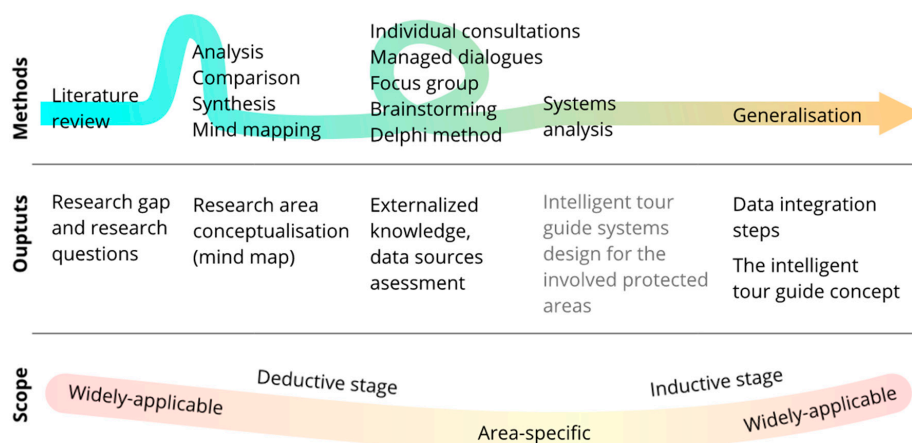 Methods
Literature
review
Analysis
Comparison
Synthesis
Mind mapping
Individual consultations
Managed dialogues
Focus group
Brainstorming
Delphi method
Systems
analysis
Generalisation
Ouptuts
Research gap
and research
questions
Research area
conceptualisation
(mind map)
Externalized
knowledge,
data sources
asessment
Intelligent tour
guide systems
design for the
involved protected
areas
Data integration
steps
The intelligent
tour guide concept
Scope
Widely-applicable
Deductive stage
Area-specific
Inductive stage
Widely-applicable